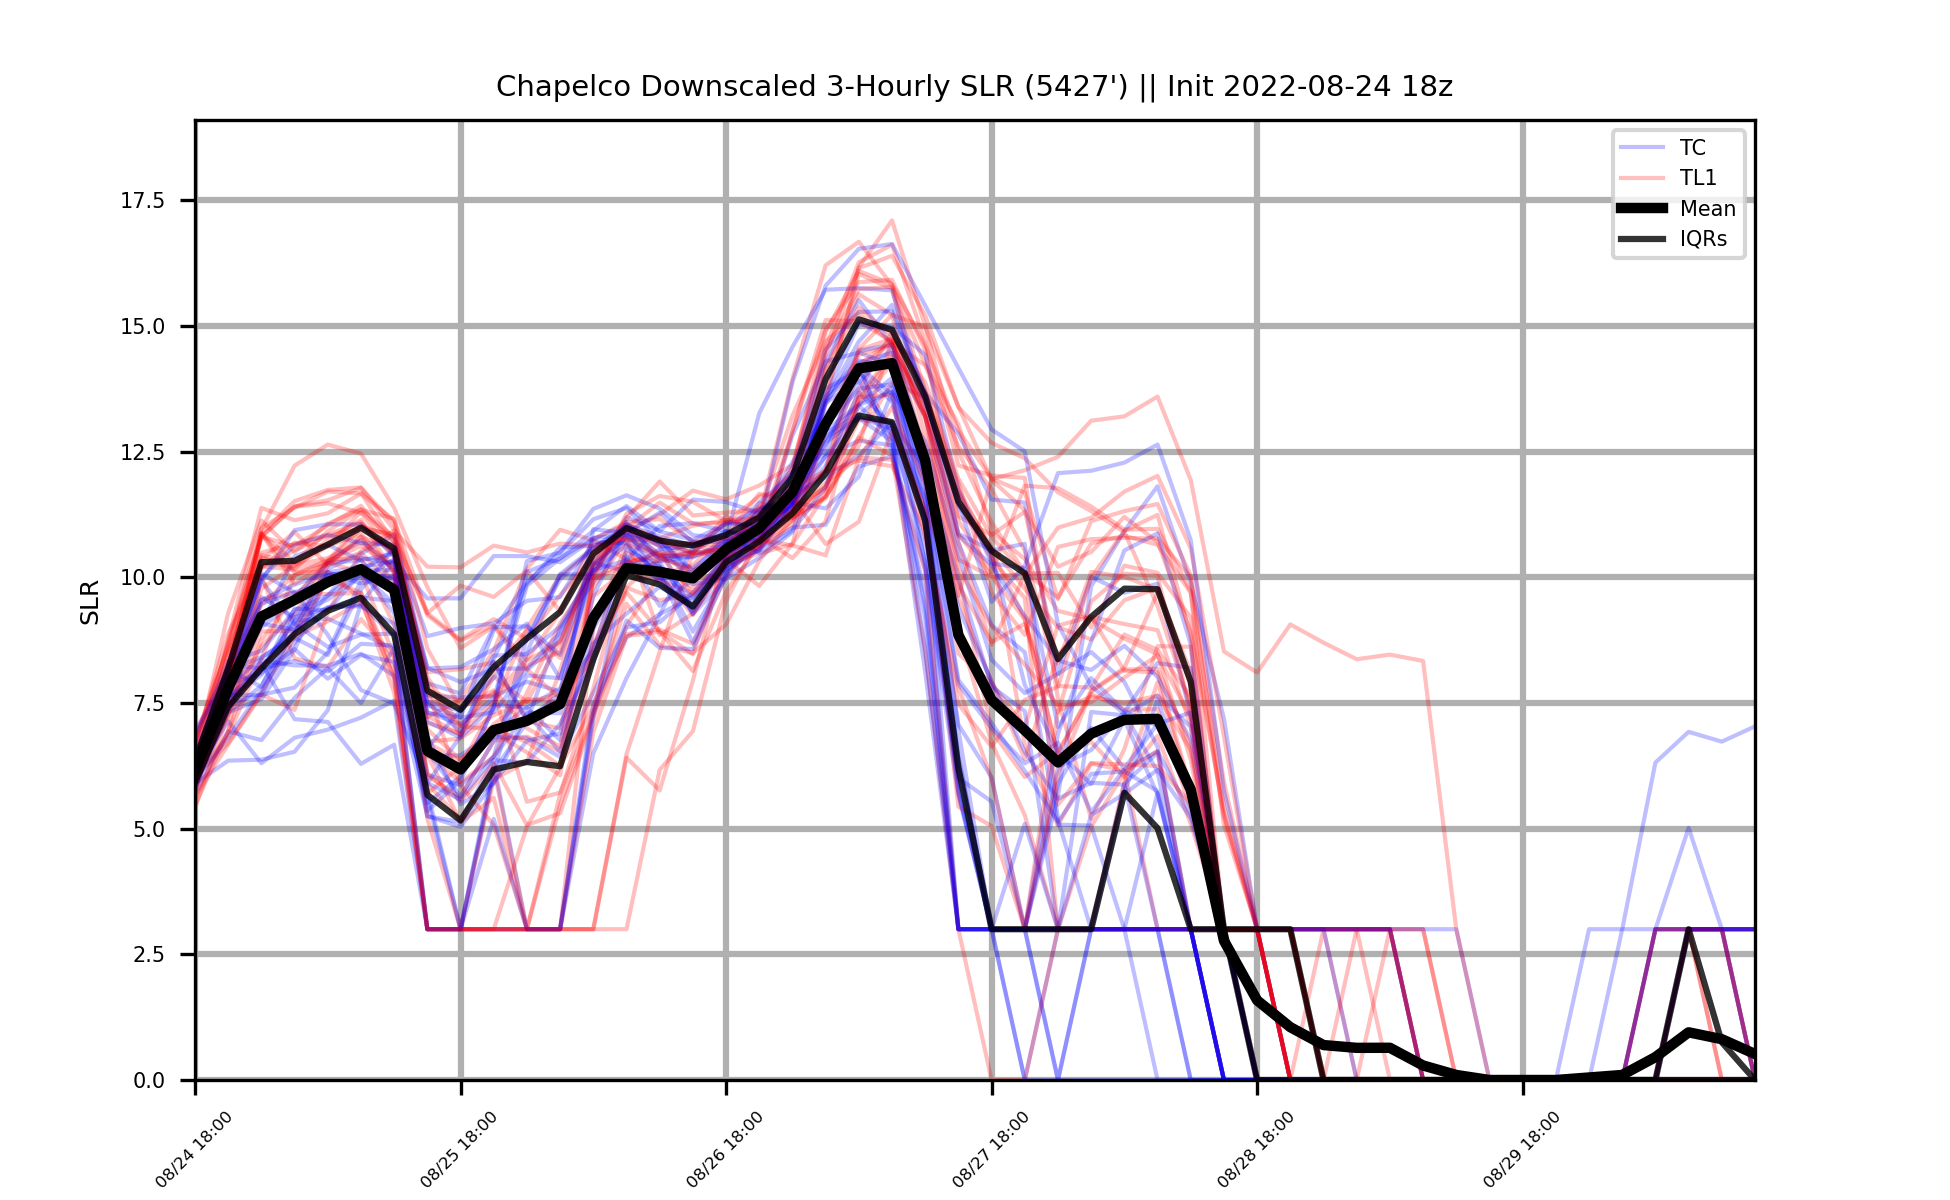 Chapelco Downscaled 3-Hourly SLR (5427') || Init 2022-08-24 18z
TC
TL1
Mean
IQRs
SLR
17.5
15.0
12.5
10.0
7.5
5.0
2.5
0.0
08/24 18:00
08/25 18:00
08/26 18:00
08/27 18:00
08/28 18:00
08/29 18:00